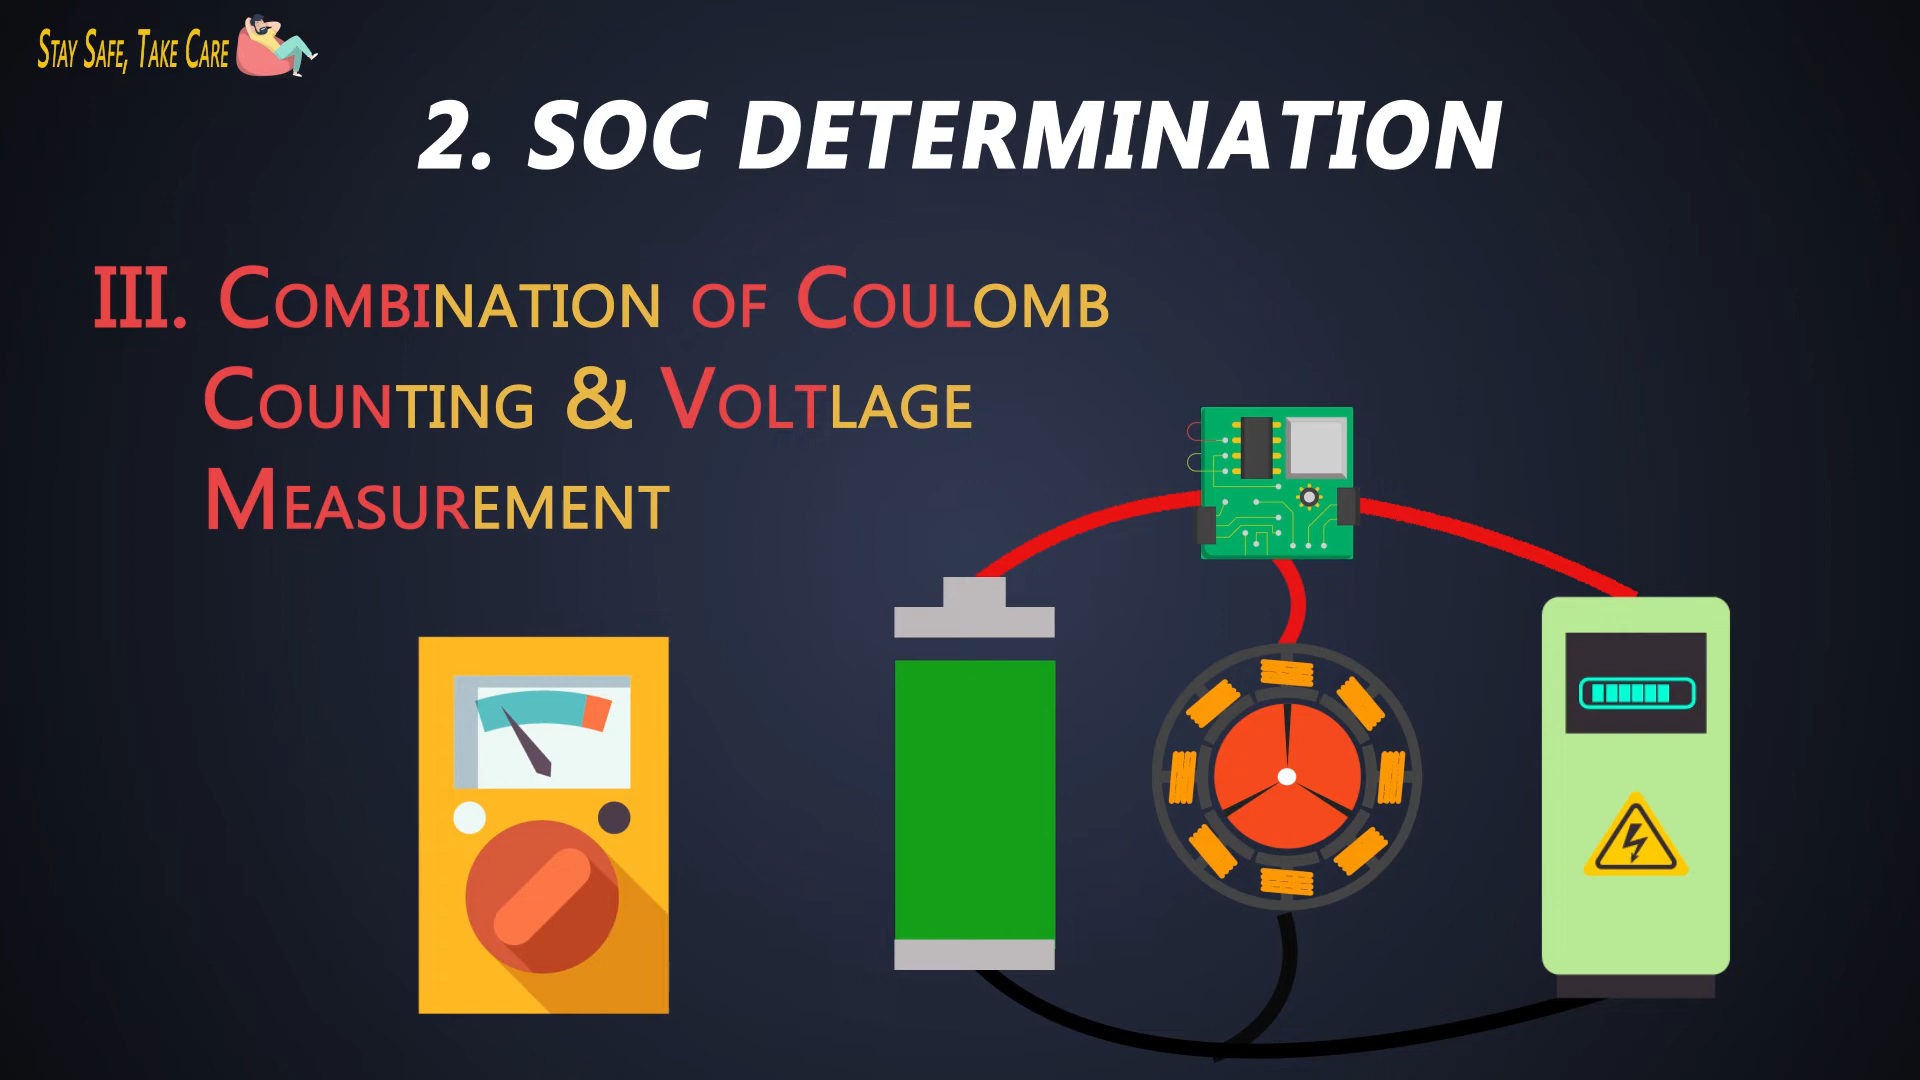 Stay Safe, Take Care
2. SOC DETERMINATION
III. Combination of Coulomb
Counting & Voltlage
Measurement